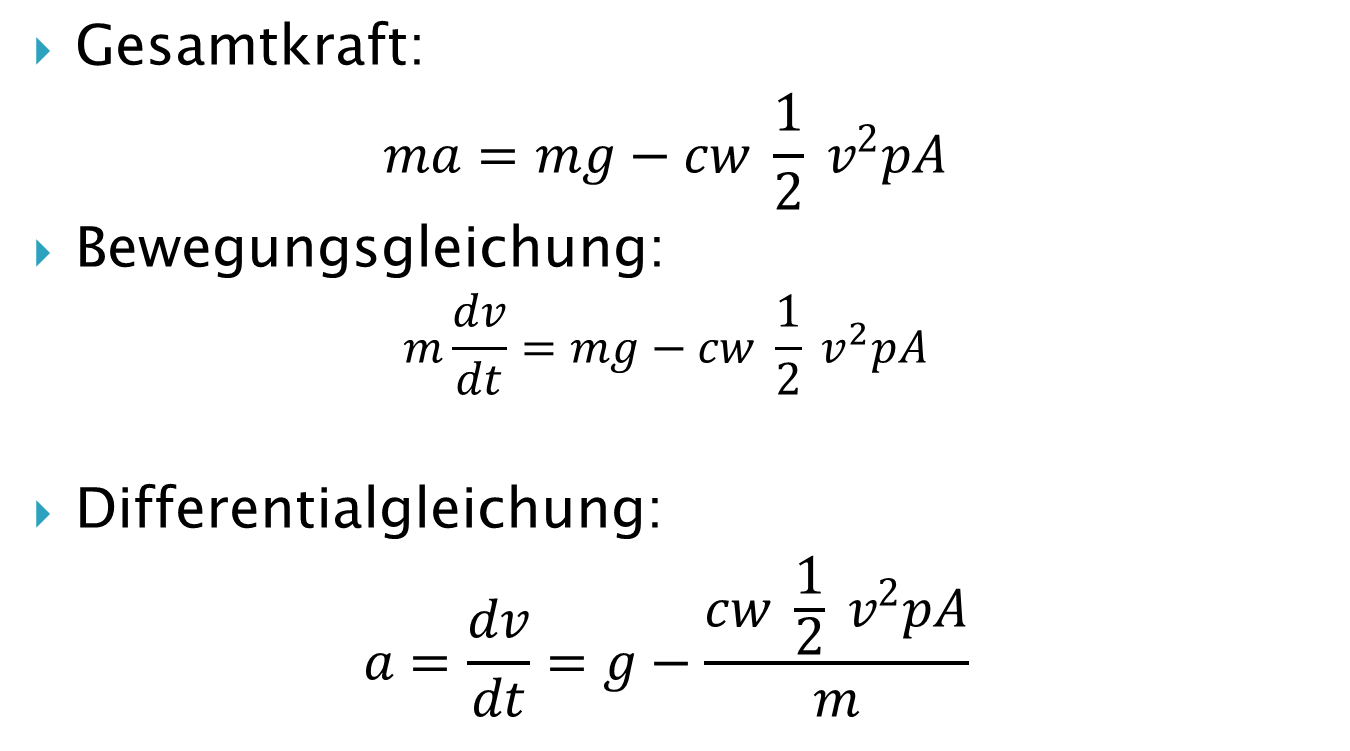 Gesamtkraft:
ma = mg − cw 1/2 v²pA
Bewegungsgleichung:
m dv/dt = mg − cw 1/2 v²pA
Differentialgleichung:
a = dv/dt = g − (cw 1/2 v²pA)/m